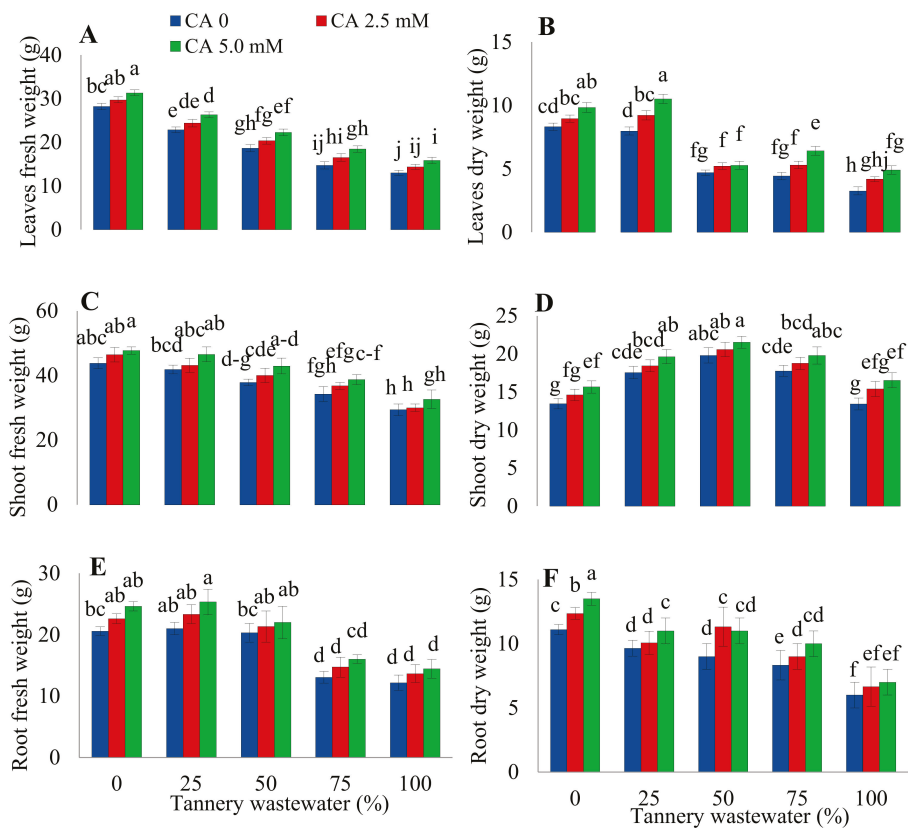 CA 0
CA 2.5 mM
CA 5.0 mM
A
Leaves fresh weight (g)
40
30
20
10
0
bc ab a
e de d
gh fg ef
ij hi gh
j ij i
B
Leaves dry weight (g)
15
10
5
0
cd bc ab
d bc a
fg f f
fg f e
h ghj fg
C
Shoot fresh weight (g)
60
40
20
0
abc ab a
bcd abc ab
d-g cde a-d
fgh efg c-f
h h gh
D
Shoot dry weight (g)
25
20
15
10
5
0
g fg ef
cde bcd ab
abc ab a
cde bcd abc
g efg ef
E
Root fresh weight (g)
30
20
10
0
bc ab ab
ab ab a
bc ab ab
d d cd
d d d
0 25 50 75 100
Tannery wastewater (%)
F
Root dry weight (g)
15
10
5
0
c b a
d d c
d c cd
e d cd
f ef ef
0 25 50 75 100
Tannery wastewater (%)